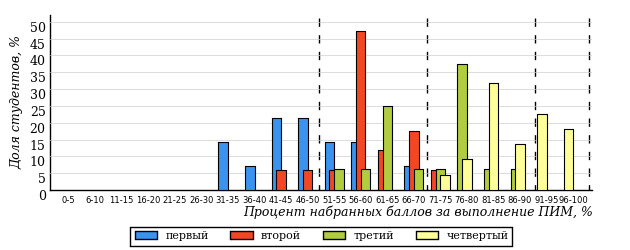 Доля студентов, %
50
45
40
35
30
25
20
15
10
5
0
0-5 6-10 11-15 16-20 21-25 26-30 31-35 36-40 41-45 46-50 51-55 56-60 61-65 66-70 71-75 76-80 81-85 86-90 91-95 96-100
Процент набранных баллов за выполнение ПИМ, %
первый второй третий четвертый